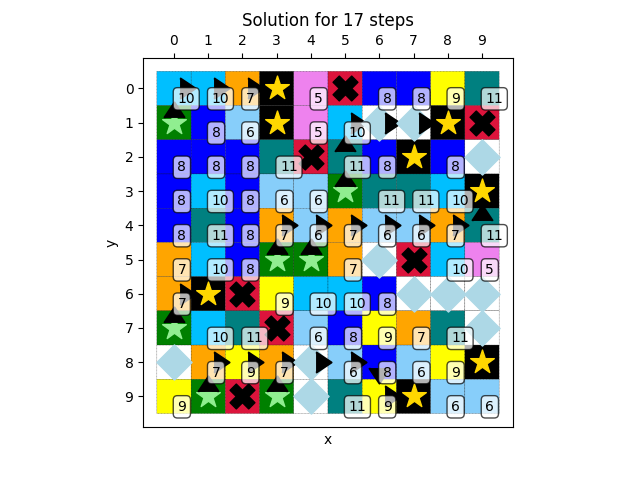 Solution for 17 steps
0 1 2 3 4 5 6 7 8 9
0 10 10 7 5 8 8 9 11
1 8 6 5 10
2 8 8 8 11 11 8 8
3 8 10 8 6 6 11 11 10
4 8 11 8 7 6 7 6 6 7 11
y
5 7 10 8 7 10 5
6 7 9 10 10 8
7 10 11 6 8 9 7 11
8 7 9 7 6 8 6 9
9 9 11 9 6 6
x